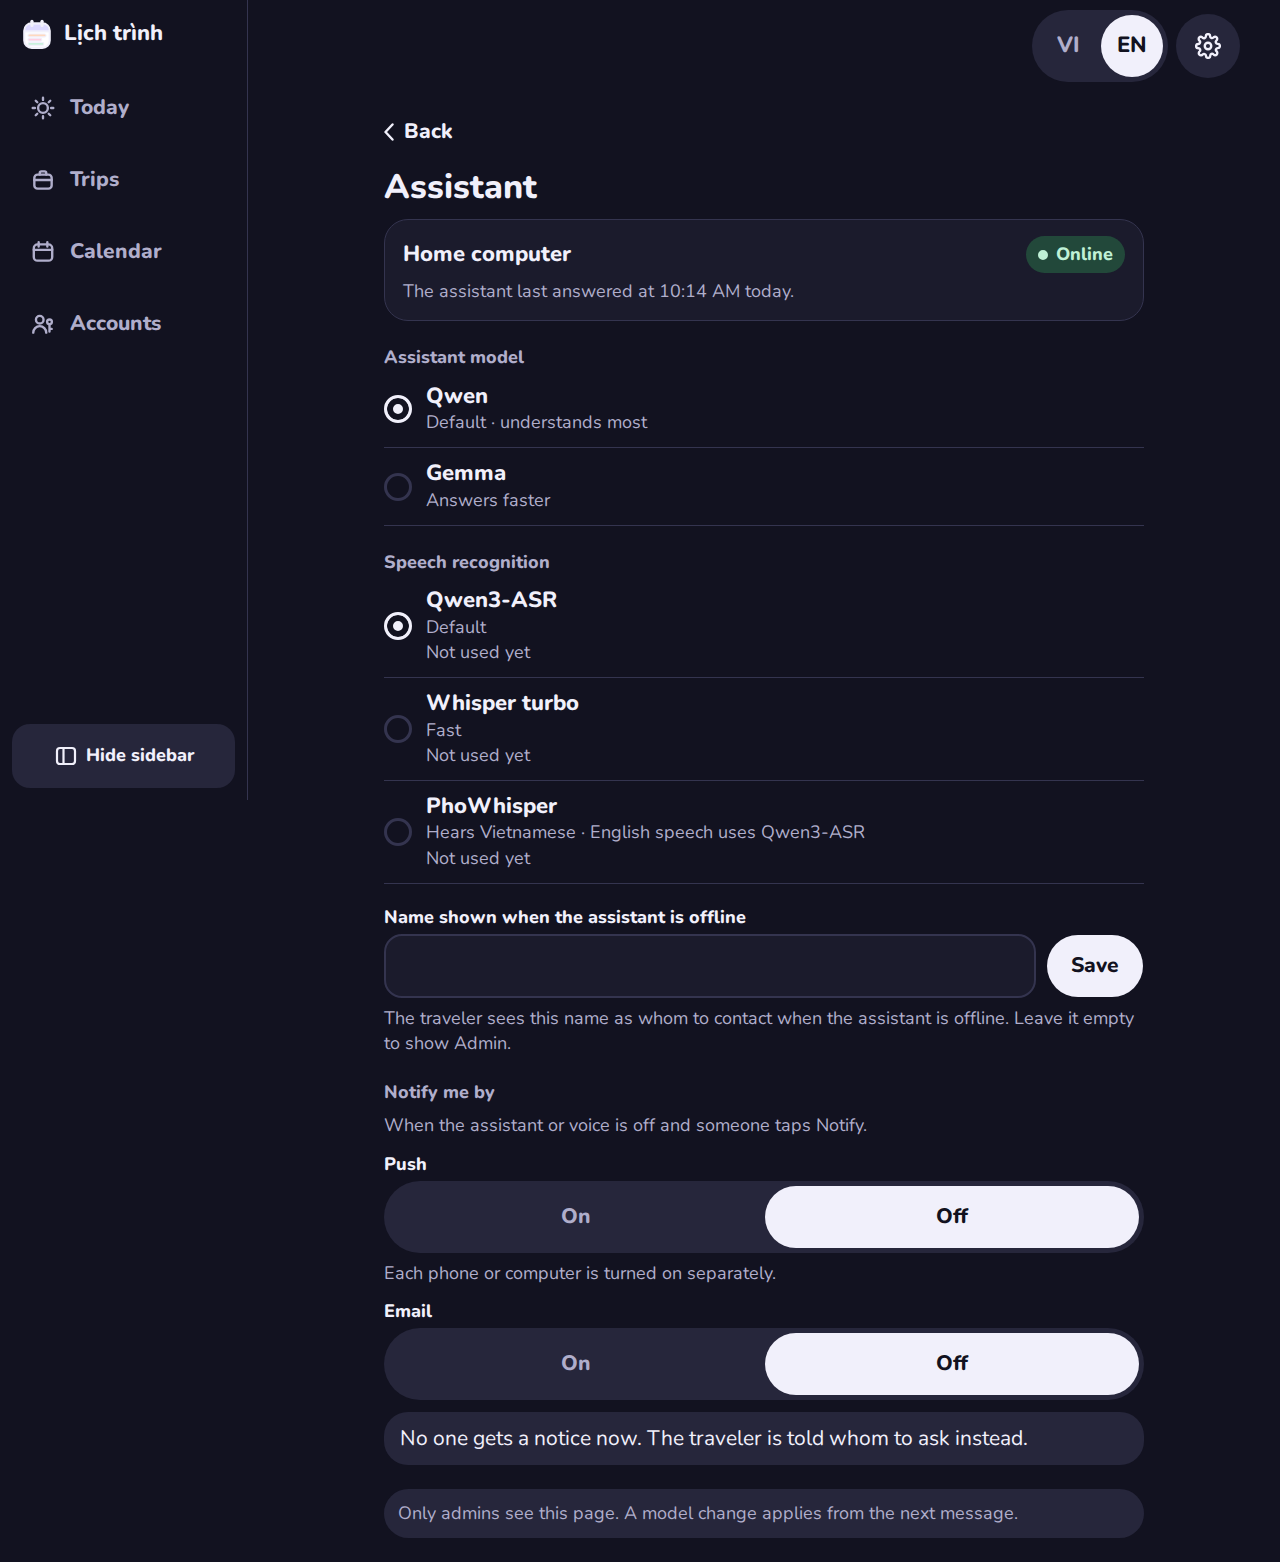 Lịch trình
VI
EN
Today
Trips
Calendar
Accounts
Hide sidebar
Back
Assistant
Home computer
Online
The assistant last answered at 10:14 AM today.
Assistant model
Qwen
Default · understands most
Gemma
Answers faster
Speech recognition
Qwen3-ASR
Default
Not used yet
Whisper turbo
Fast
Not used yet
PhoWhisper
Hears Vietnamese · English speech uses Qwen3-ASR
Not used yet
Name shown when the assistant is offline
Save
The traveler sees this name as whom to contact when the assistant is offline. Leave it empty
to show Admin.
Notify me by
When the assistant or voice is off and someone taps Notify.
Push
On
Off
Each phone or computer is turned on separately.
Email
On
Off
No one gets a notice now. The traveler is told whom to ask instead.
Only admins see this page. A model change applies from the next message.